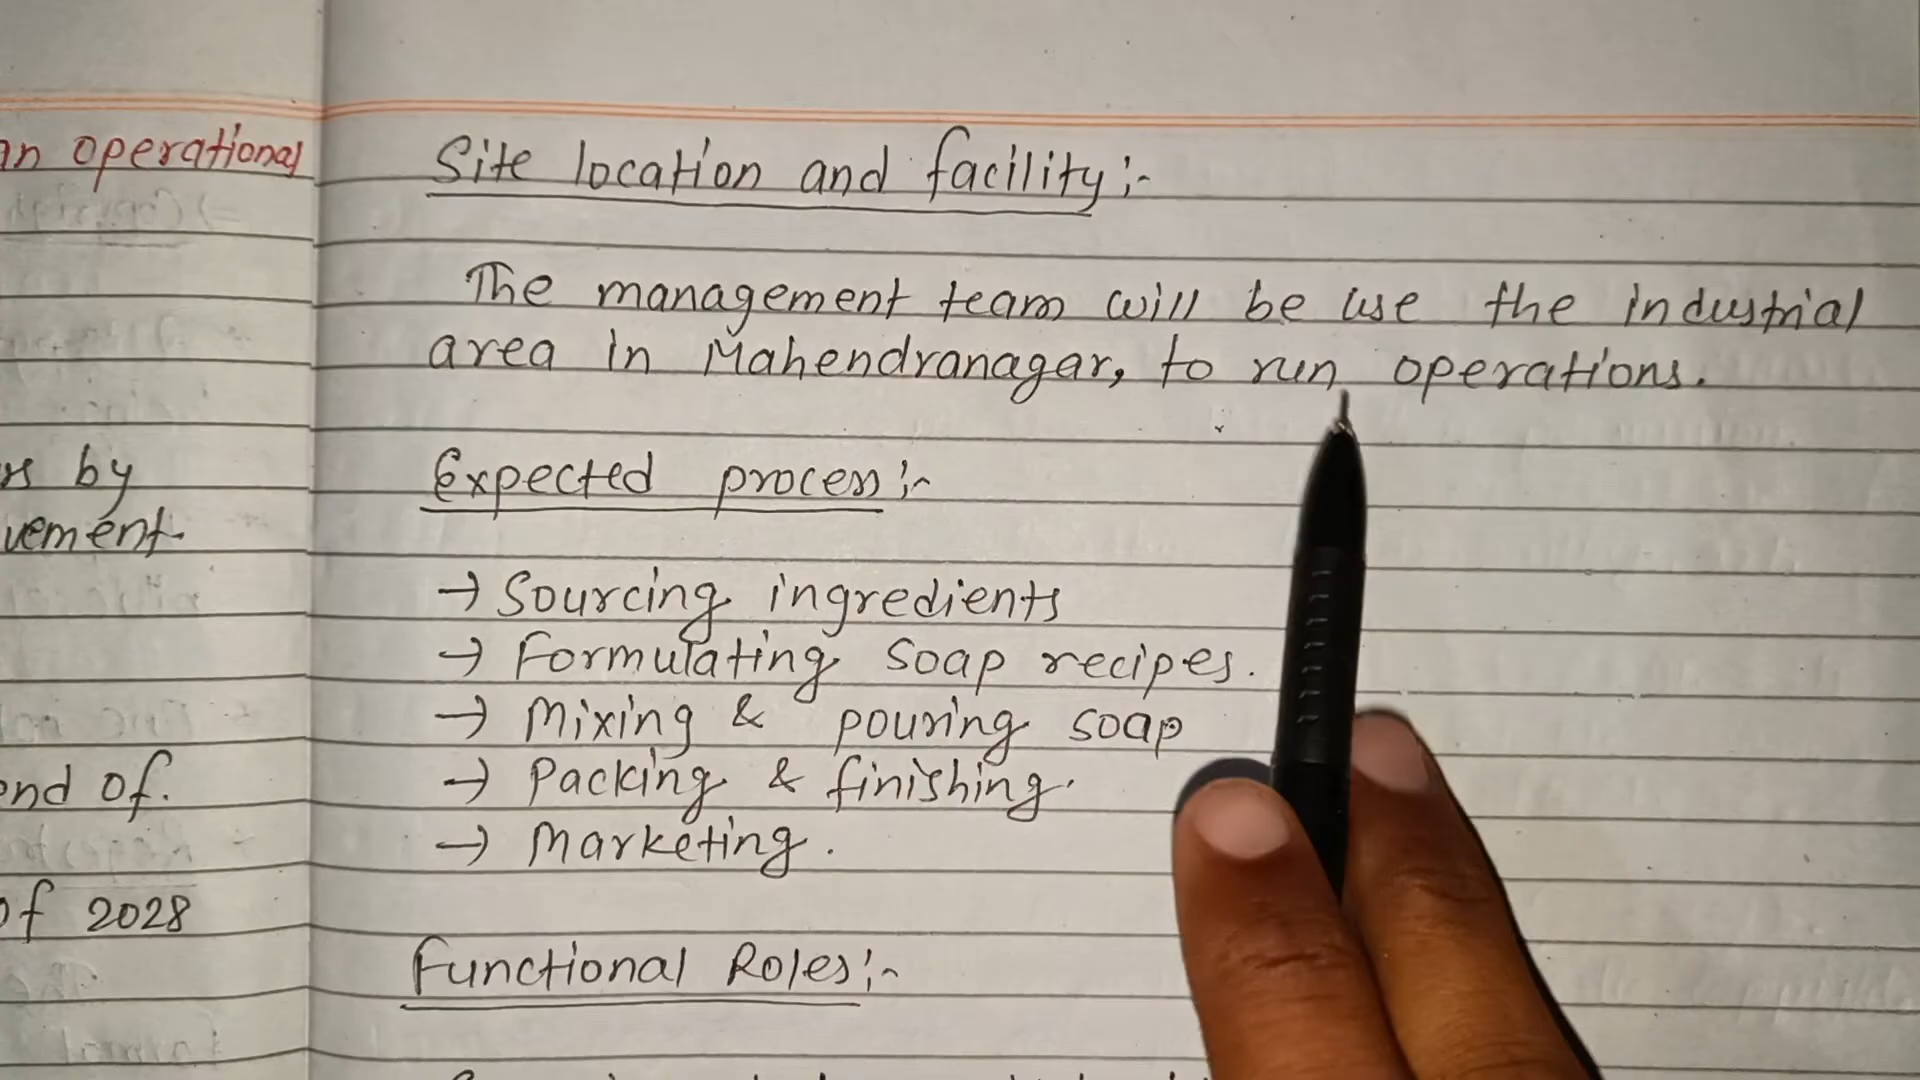 an operational
rs by
vement.
end of.
of 2028
Site location and facility :-
The management team will be use the industrial
area in Mahendranagar, to run operations.
Expected process :-
→ Sourcing ingredients
→ Formulating soap recipes.
→ Mixing & pouring soap
→ Packing & finishing.
→ Marketing.
Functional Roles :-